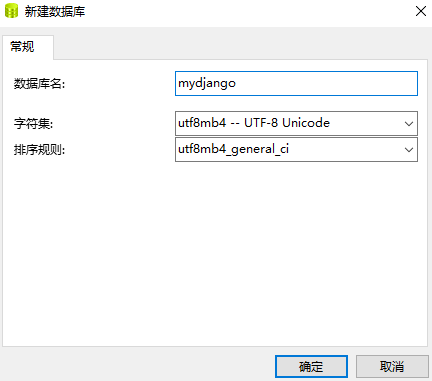 新建数据库
常规
数据库名: mydjango
字符集: utf8mb4 -- UTF-8 Unicode
排序规则: utf8mb4_general_ci
确定 取消